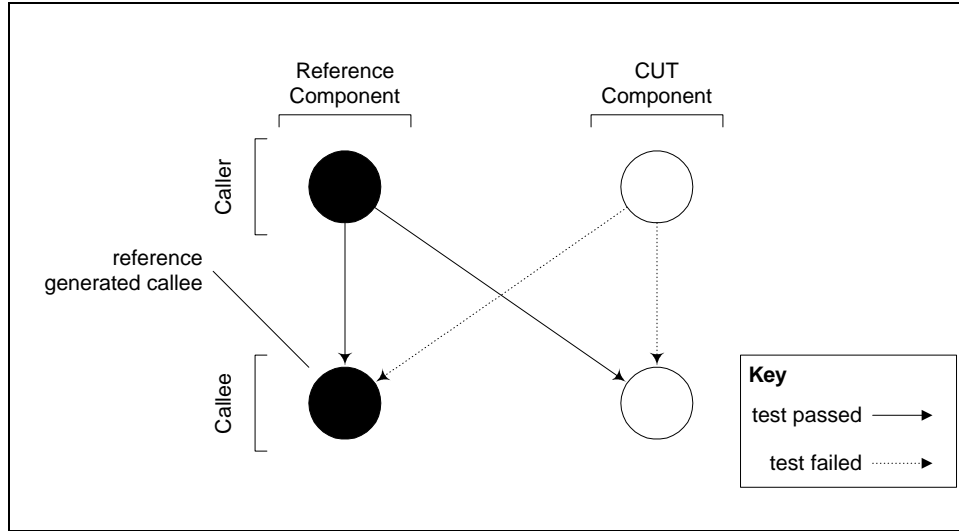 Reference
Component
CUT
Component
Caller
reference
generated callee
Callee
Key
test passed
test failed